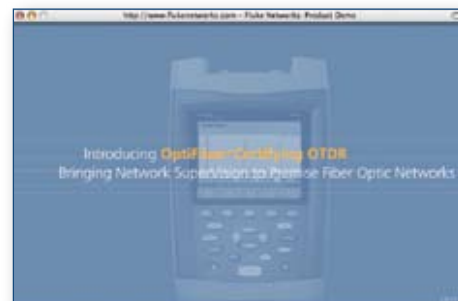 http://www.flukenetworks.com - Fluke Networks: Product Demo
Introducing OptiFiber Certifying OTDR
Bringing Network Supervision to Premise Fiber Optic Networks